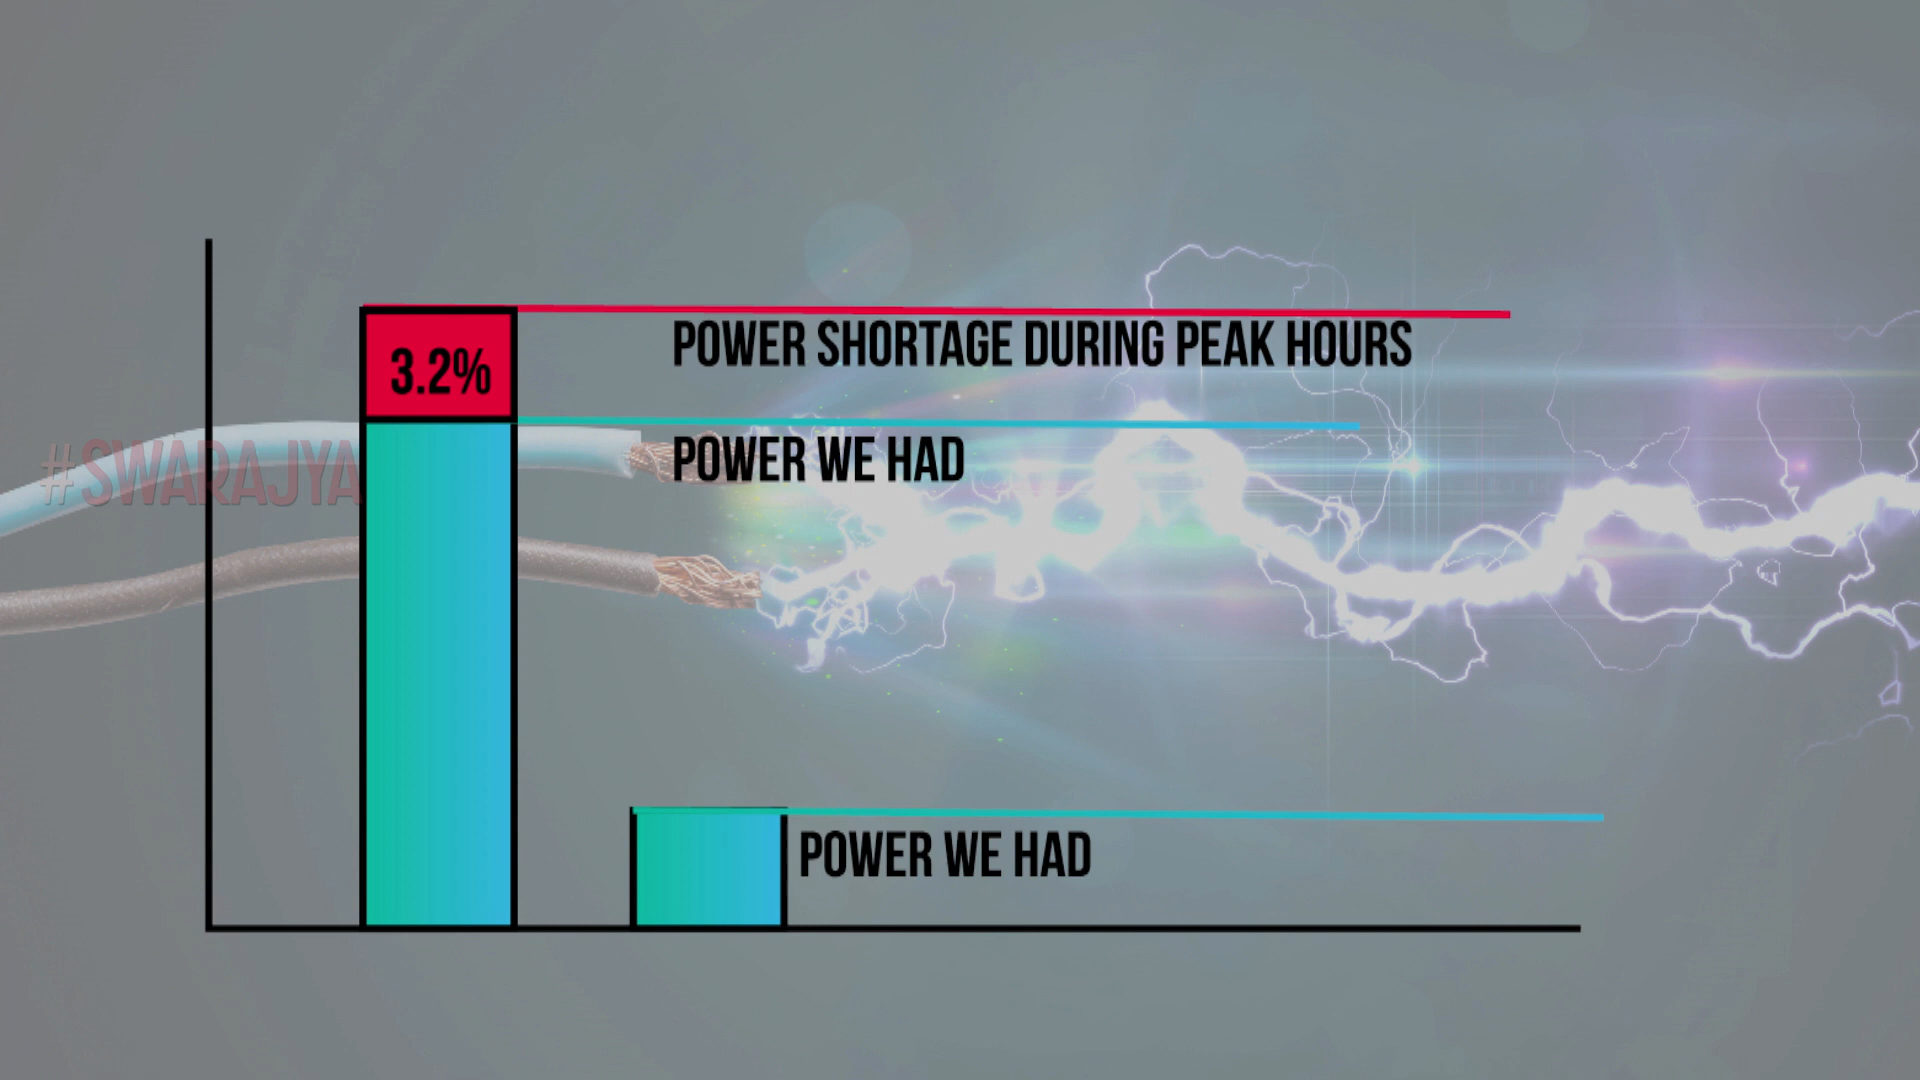 3.2%
POWER SHORTAGE DURING PEAK HOURS
POWER WE HAD
#SWARAJYA
POWER WE HAD